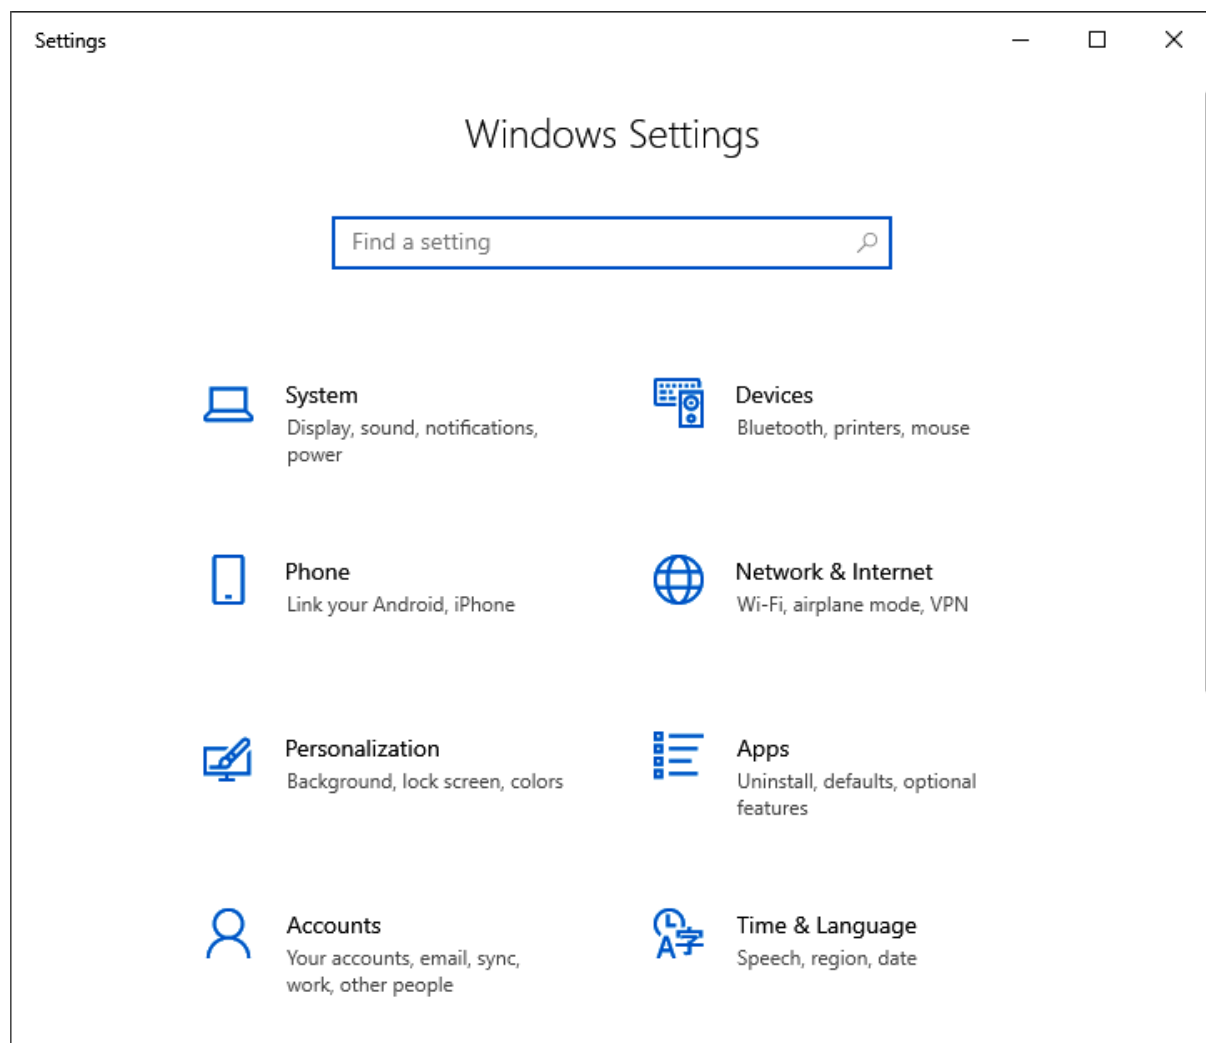 Settings
Windows Settings
Find a setting
System
Display, sound, notifications,
power
Devices
Bluetooth, printers, mouse
Phone
Link your Android, iPhone
Network & Internet
Wi-Fi, airplane mode, VPN
Personalization
Background, lock screen, colors
Apps
Uninstall, defaults, optional
features
Accounts
Your accounts, email, sync,
work, other people
Time & Language
Speech, region, date